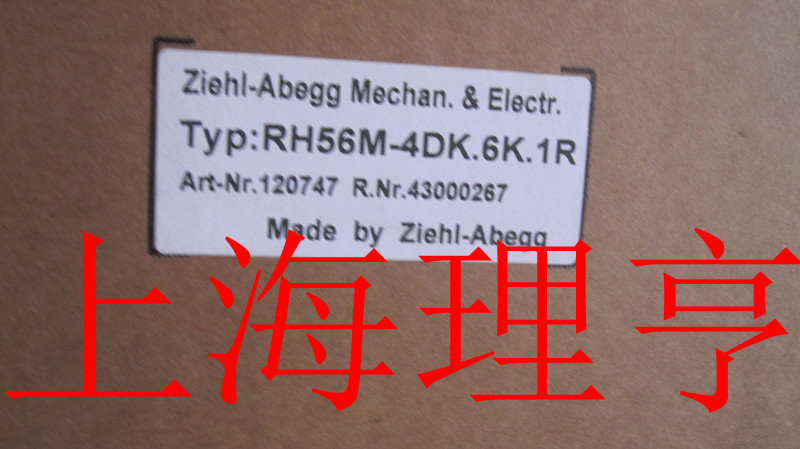 Ziehl-Abegg Mechan. & Electr.
Typ:RH56M-4DK.6K.1R
Art-Nr.120747 R.Nr.43000267
Made by Ziehl-Abegg
上海理亨